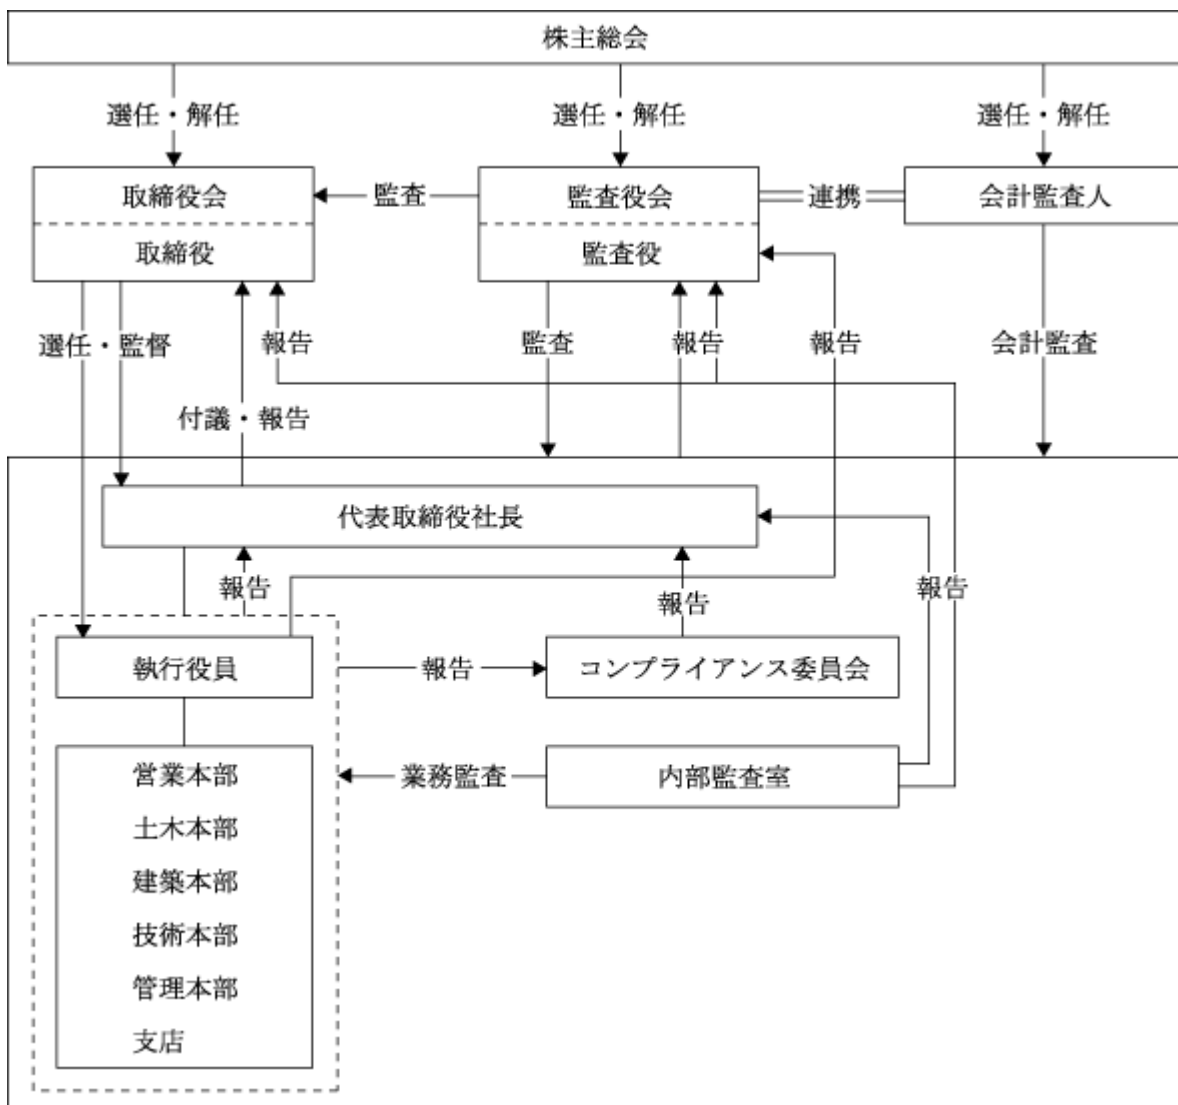 株主総会
選任・解任
選任・解任
選任・解任
取締役会
監査
監査役会
連携
会計監査人
取締役
監査役
選任・監督
報告
監査
報告
報告
会計監査
付議・報告
代表取締役社長
報告
報告
報告
執行役員
報告
コンプライアンス委員会
営業本部
業務監査
内部監査室
土木本部
建築本部
技術本部
管理本部
支店